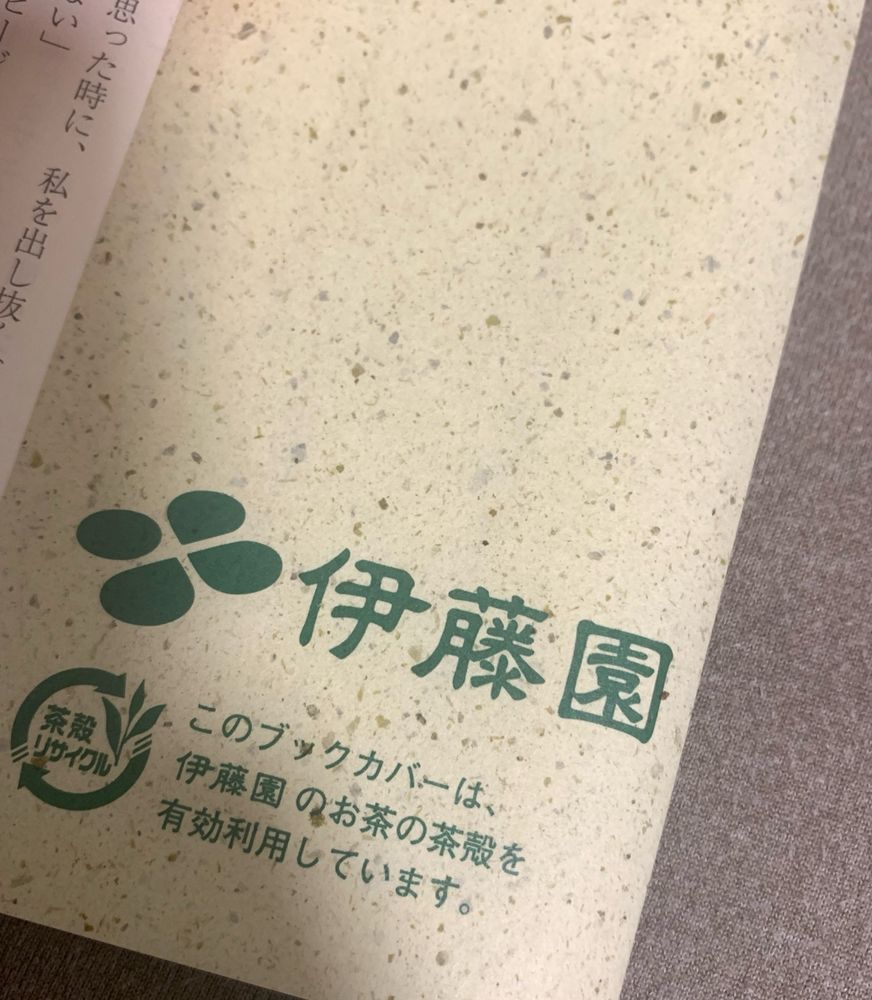 思った時に、私を出し抜
ない」
伊藤園
茶殻
リサイクル
このブックカバーは、
伊藤園 のお茶の茶殻を
有効利用しています。